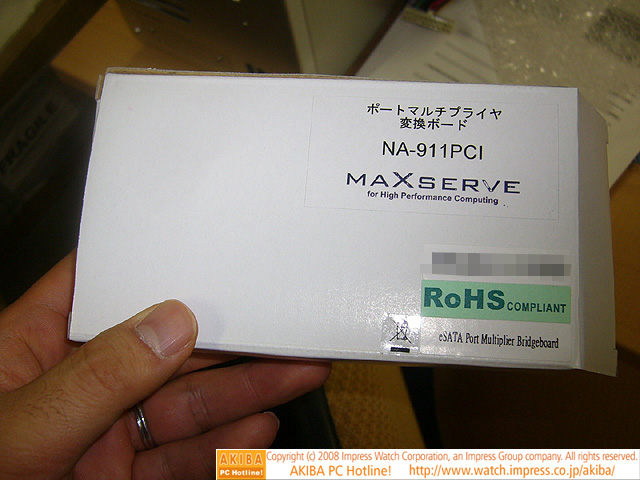 FRAGILE
ポートマルチプライヤ
変換ボード
NA-911PCI
MAXSERVE
for High Performance Computing
RoHS COMPLIANT
eSATA Port Multiplier Bridgeboard
AKIBA
PC Hotline!
Copyright (c) 2008 Impress Watch Corporation, an Impress Group company. All rights reserved.
AKIBA PC Hotline! http://www.watch.impress.co.jp/akiba/